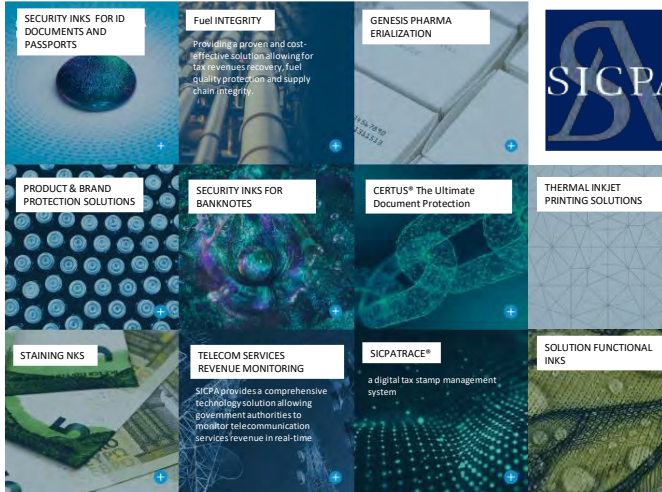 SECURITY INKS FOR ID
DOCUMENTS AND
PASSPORTS
Fuel INTEGRITY
Providing a proven and cost-
effective solution allowing for
tax revenues recovery, fuel
quality protection and supply
chain integrity.
GENESIS PHARMA
ERIALIZATION
SICPA
PRODUCT & BRAND
PROTECTION SOLUTIONS
SECURITY INKS FOR
BANKNOTES
CERTUS® The Ultimate
Document Protection
THERMAL INKJET
PRINTING SOLUTIONS
STAINING NKS
TELECOM SERVICES
REVENUE MONITORING
SICPA provides a comprehensive
technology solution allowing
government authorities to
monitor telecommunication
services revenue in real-time
SICPATRACE®
a digital tax stamp management
system
SOLUTION FUNCTIONAL
INKS